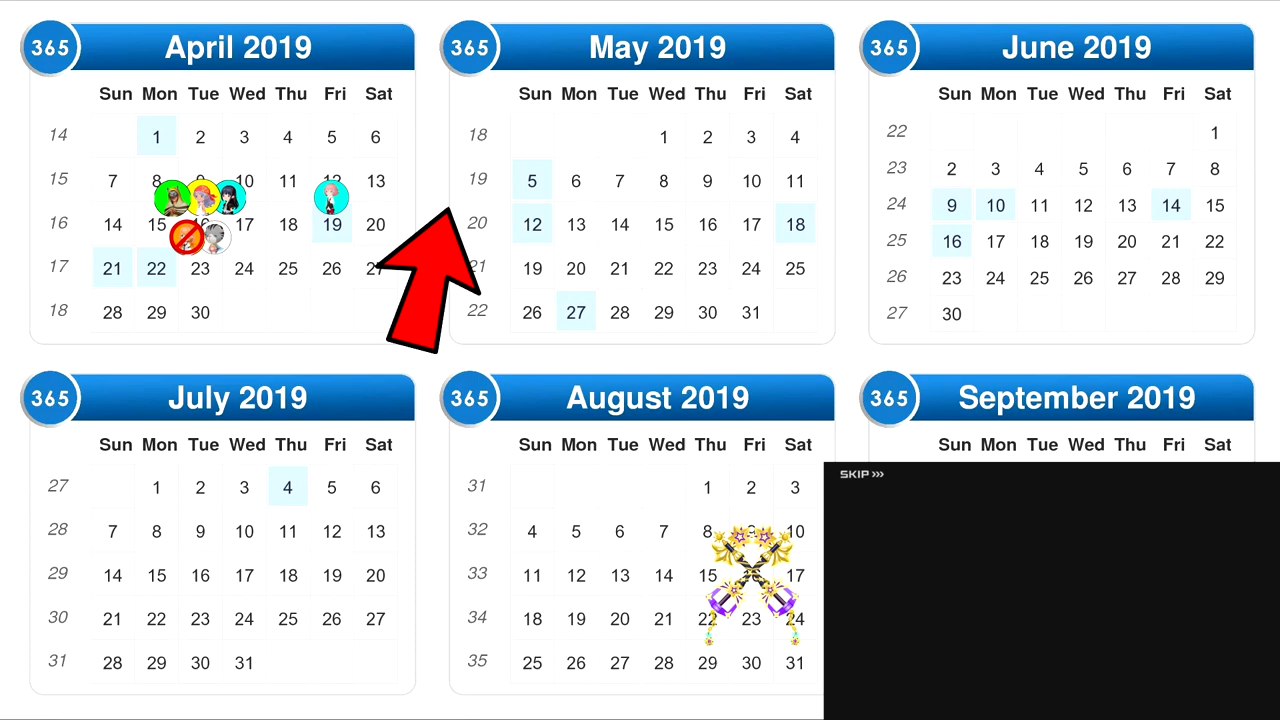 365 April 2019
Sun Mon Tue Wed Thu Fri Sat
14 1 2 3 4 5 6
15 7 8 9 10 11 12 13
16 14 15 16 17 18 19 20
17 21 22 23 24 25 26 27
18 28 29 30
365 May 2019
Sun Mon Tue Wed Thu Fri Sat
18 1 2 3 4
19 5 6 7 8 9 10 11
20 12 13 14 15 16 17 18
21 19 20 21 22 23 24 25
22 26 27 28 29 30 31
365 June 2019
Sun Mon Tue Wed Thu Fri Sat
22 1
23 2 3 4 5 6 7 8
24 9 10 11 12 13 14 15
25 16 17 18 19 20 21 22
26 23 24 25 26 27 28 29
27 30
365 July 2019
Sun Mon Tue Wed Thu Fri Sat
27 1 2 3 4 5 6
28 7 8 9 10 11 12 13
29 14 15 16 17 18 19 20
30 21 22 23 24 25 26 27
31 28 29 30 31
365 August 2019
Sun Mon Tue Wed Thu Fri Sat
31 1 2 3
32 4 5 6 7 8 9 10
33 11 12 13 14 15 17
34 18 19 20 21 22 23 24
35 25 26 27 28 29 30 31
365 September 2019
Sun Mon Tue Wed Thu Fri Sat
SKIP >>>